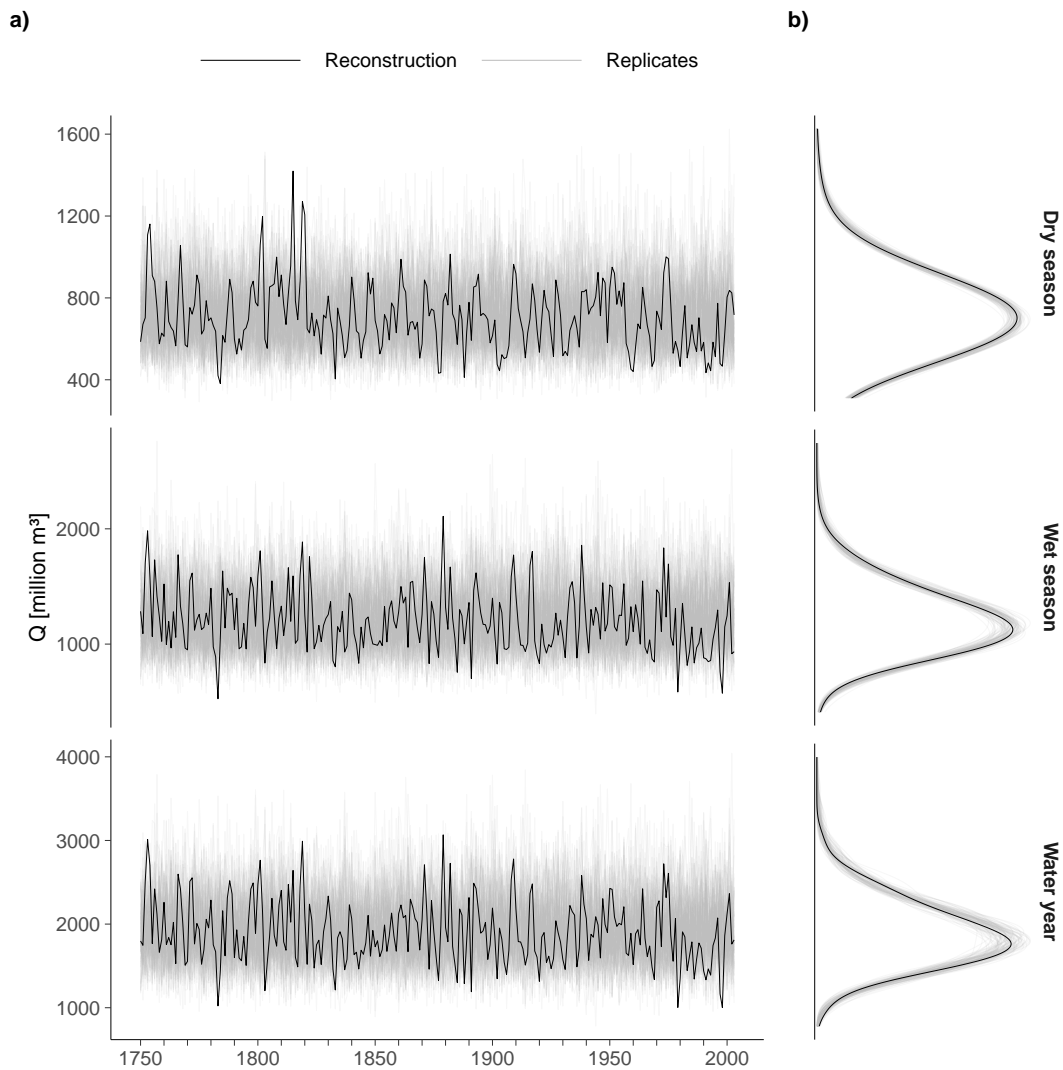 a)
b)
Reconstruction
Replicates
1600
1200
800
400
Dry season
2000
1000
Wet season
Q [million m³]
4000
3000
2000
1000
Water year
1750
1800
1850
1900
1950
2000